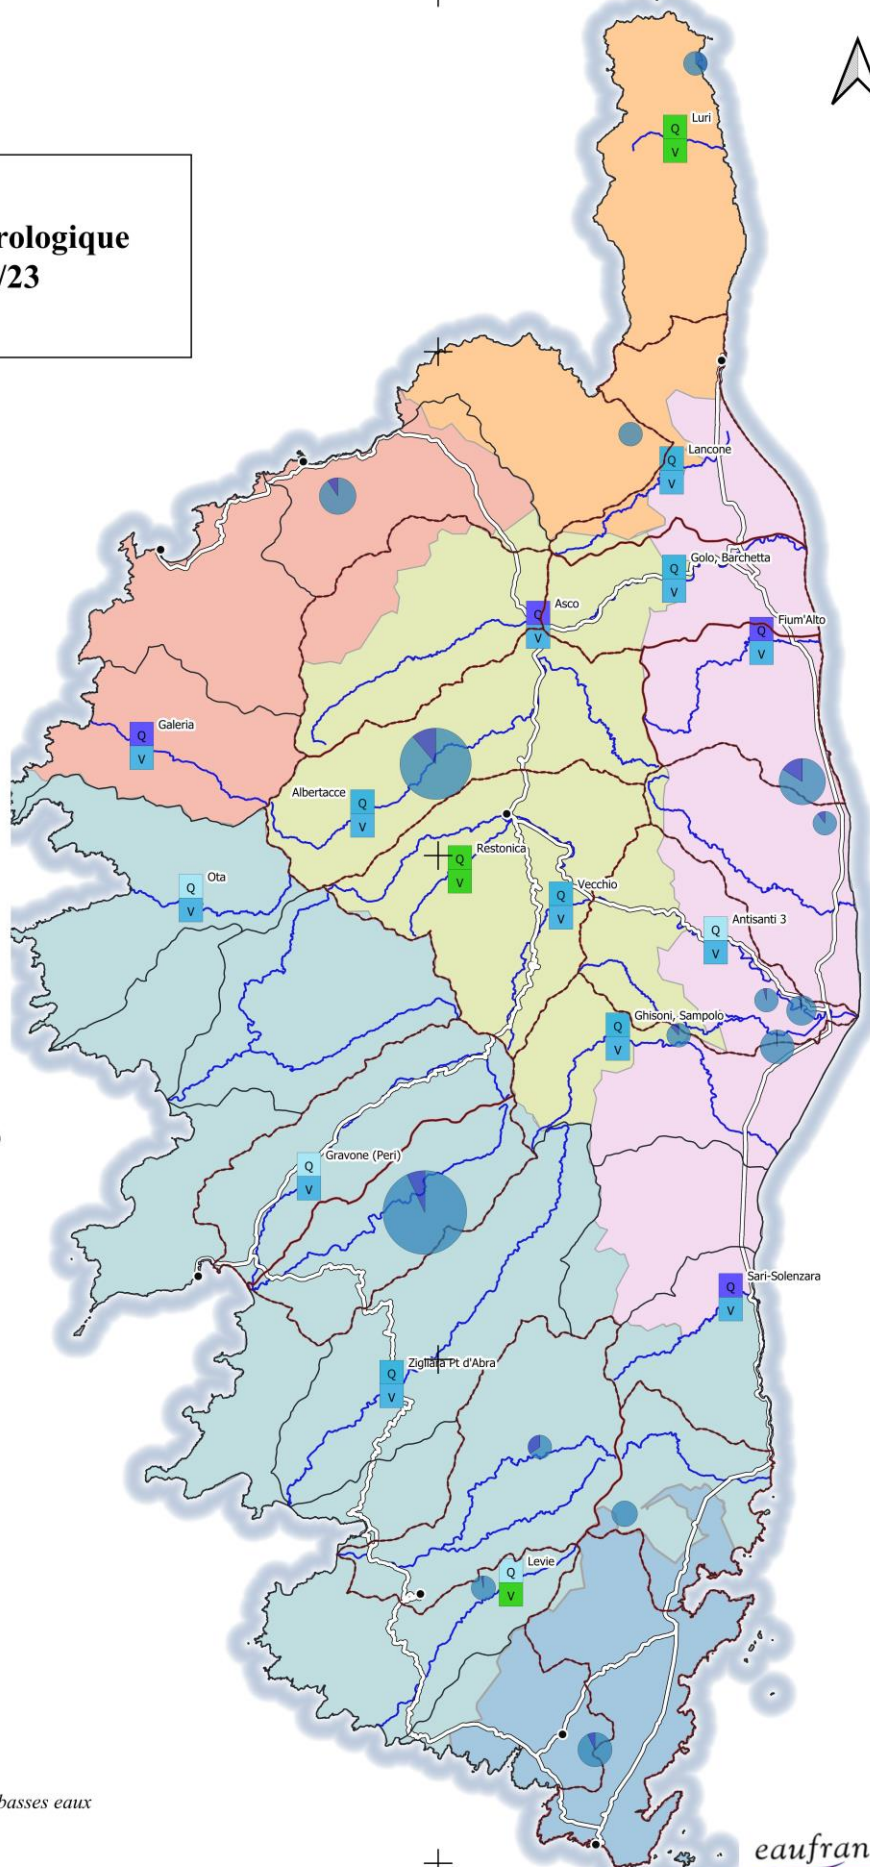 Luri
Q
V
rologique
/23
Lancone
Q
V
Golo, Barchetta
Q
V
Asco
Q
V
Fium'Alto
Q
V
Galeria
Q
V
Albertacce
Q
V
Restonica
Q
V
Ota
Q
V
Vecchio
Q
V
Antisanti 3
Q
V
Ghisoni, Sampolo
Q
V
Gravone (Peri)
Q
V
Sari-Solenzara
Q
V
Zigliara Pt d'Abra
Q
V
Levie
Q
V
basses eaux
eaufran